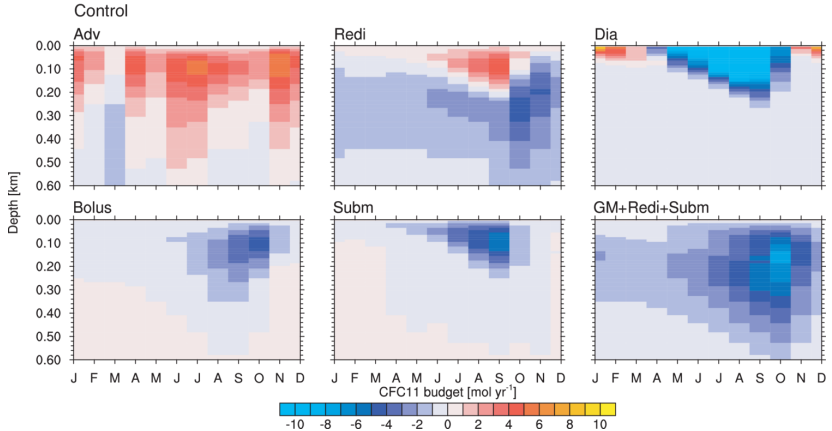 Control
Adv
Redi
Dia
0.00
0.10
0.20
0.30
0.40
0.50
0.60
J F M A M J J A S O N D
J F M A M J J A S O N D
J F M A M J J A S O N D
Depth [km]
Bolus
Subm
GM+Redi+Subm
0.00
0.10
0.20
0.30
0.40
0.50
0.60
J F M A M J J A S O N D
J F M A M J J A S O N D
J F M A M J J A S O N D
CFC11 budget [mol yr⁻¹]
-10 -8 -6 -4 -2 0 2 4 6 8 10